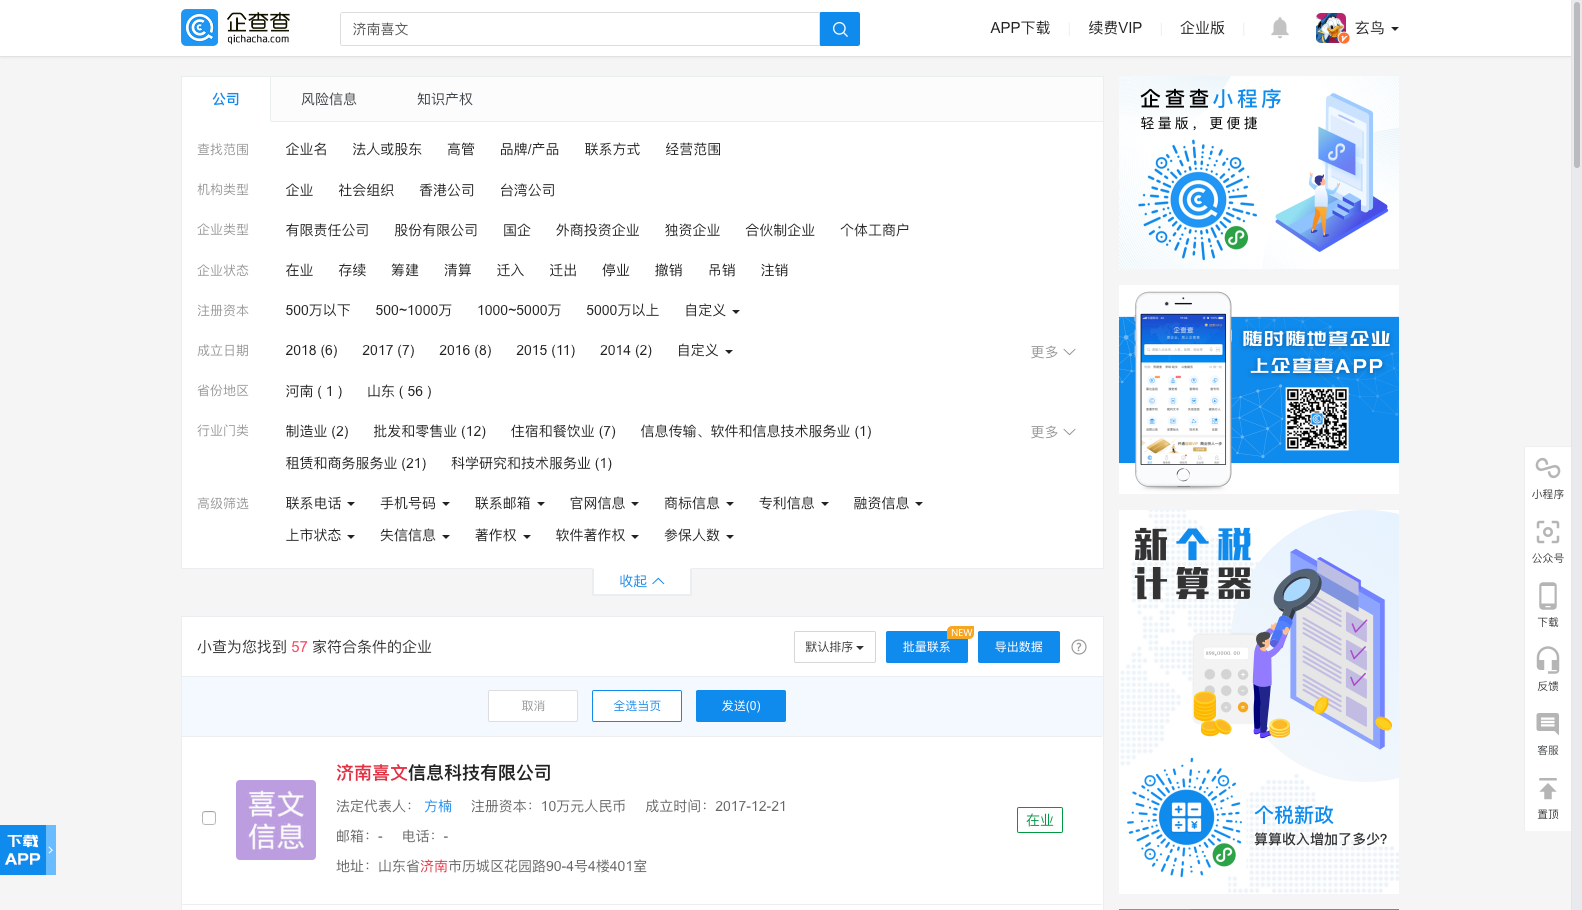 企查查
qichacha.com
济南喜文
APP下载 续费VIP 企业版 玄鸟
公司 风险信息 知识产权
查找范围 企业名 法人或股东 高管 品牌/产品 联系方式 经营范围
机构类型 企业 社会组织 香港公司 台湾公司
企业类型 有限责任公司 股份有限公司 国企 外商投资企业 独资企业 合伙制企业 个体工商户
企业状态 在业 存续 筹建 清算 迁入 迁出 停业 撤销 吊销 注销
注册资本 500万以下 500~1000万 1000~5000万 5000万以上 自定义
成立日期 2018 (6) 2017 (7) 2016 (8) 2015 (11) 2014 (2) 自定义 更多
省份地区 河南 ( 1 ) 山东 ( 56 )
行业门类 制造业 (2) 批发和零售业 (12) 住宿和餐饮业 (7) 信息传输、软件和信息技术服务业 (1) 更多
租赁和商务服务业 (21) 科学研究和技术服务业 (1)
高级筛选 联系电话 手机号码 联系邮箱 官网信息 商标信息 专利信息 融资信息
上市状态 失信信息 著作权 软件著作权 参保人数
收起
小查为您找到 57 家符合条件的企业 默认排序 批量联系 NEW 导出数据 ?
取消 全选当页 发送(0)
喜文
信息
济南喜文信息科技有限公司
法定代表人： 方楠 注册资本：10万元人民币 成立时间：2017-12-21
邮箱：- 电话：-
地址：山东省济南市历城区花园路90-4号4楼401室
在业
企查查小程序
轻量版，更便捷
企查查
随时随地查企业
上企查查APP
新个税
计算器
个税新政
算算收入增加了多少?
小程序
公众号
下载
反馈
客服
置顶
下载
APP